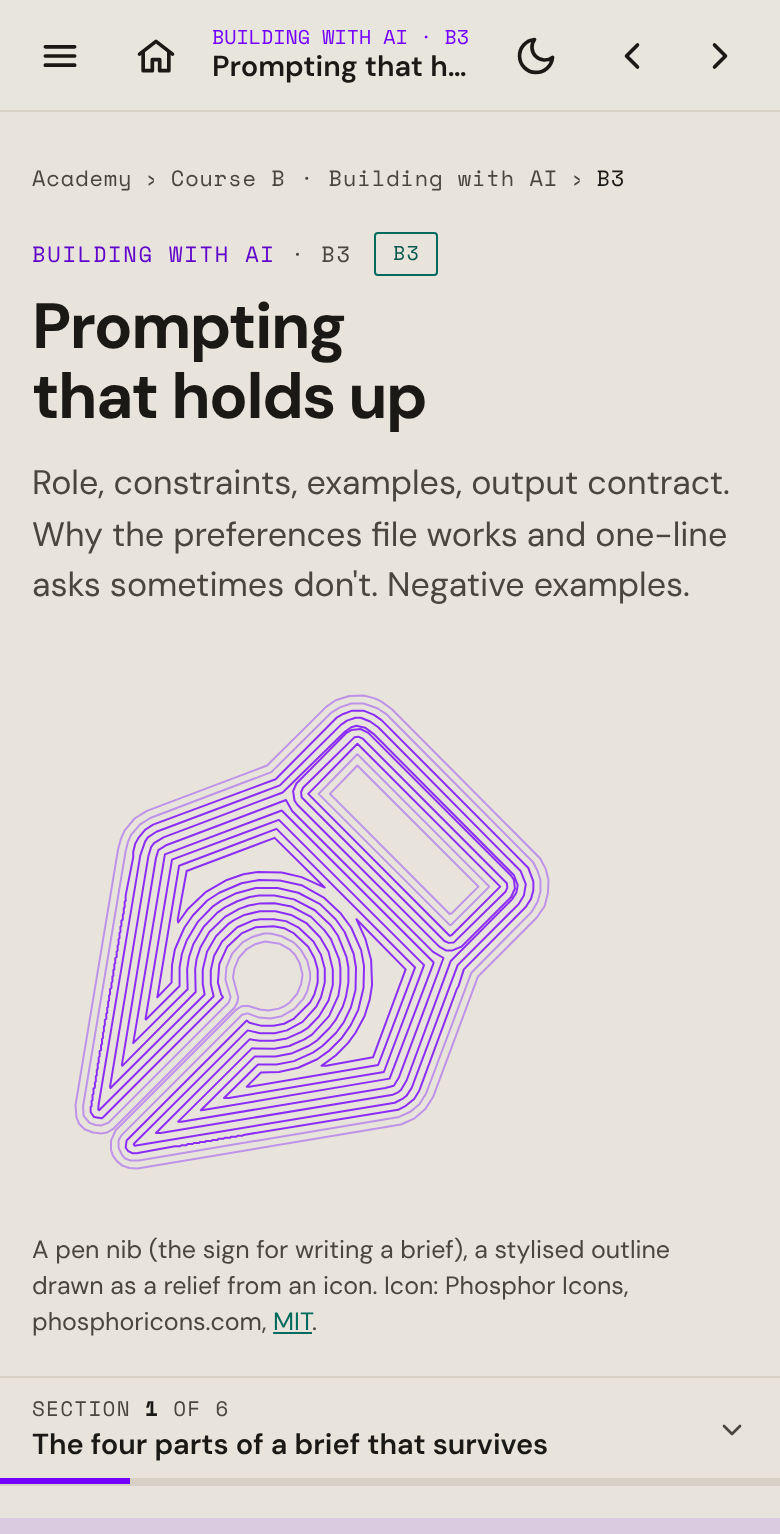 BUILDING WITH AI · B3
Prompting that h...
Academy › Course B · Building with AI › B3
BUILDING WITH AI · B3 B3
Prompting
that holds up
Role, constraints, examples, output contract.
Why the preferences file works and one-line
asks sometimes don't. Negative examples.
A pen nib (the sign for writing a brief), a stylised outline
drawn as a relief from an icon. Icon: Phosphor Icons,
phosphoricons.com, MIT.
SECTION 1 OF 6
The four parts of a brief that survives